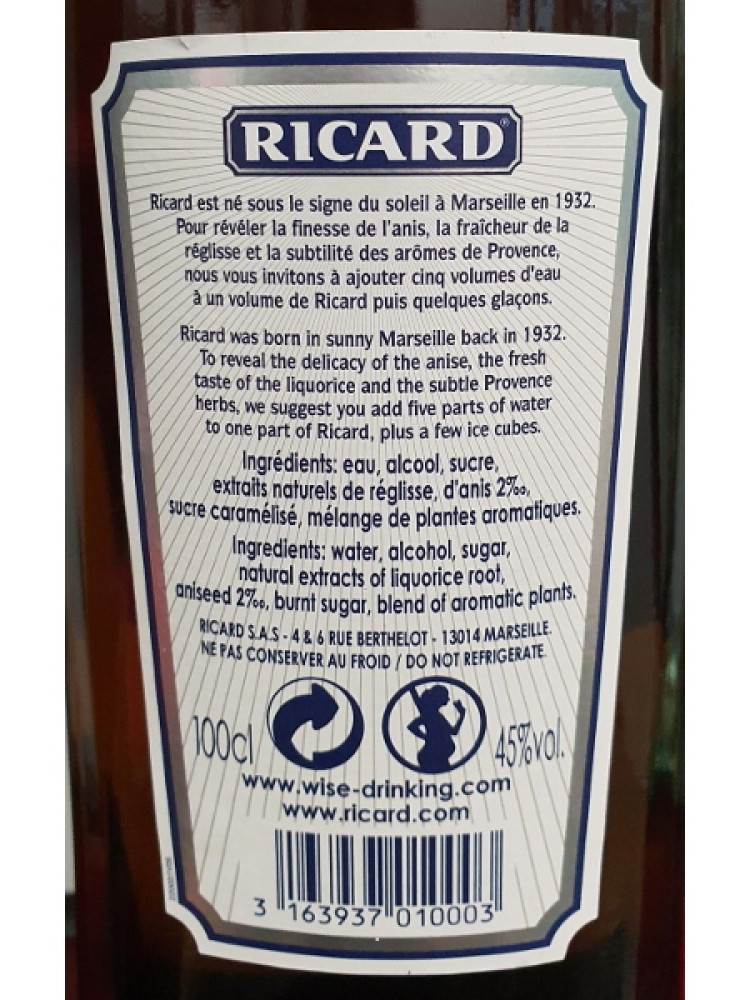 RICARD®
Ricard est né sous le signe du soleil à Marseille en 1932.
Pour révéler la finesse de l'anis, la fraîcheur de la
réglisse et la subtilité des arômes de Provence,
nous vous invitons à ajouter cinq volumes d'eau
à un volume de Ricard puis quelques glaçons.
Ricard was born in sunny Marseille back in 1932.
To reveal the delicacy of the anise, the fresh
taste of the liquorice and the subtle Provence
herbs, we suggest you add five parts of water
to one part of Ricard, plus a few ice cubes.
Ingrédients: eau, alcool, sucre,
extraits naturels de réglisse, d'anis 2‰,
sucre caramélisé, mélange de plantes aromatiques.
Ingredients: water, alcohol, sugar,
natural extracts of liquorice root,
aniseed 2‰, burnt sugar, blend of aromatic plants.
RICARD S.A.S - 4 & 6 RUE BERTHELOT - 13014 MARSEILLE.
NE PAS CONSERVER AU FROID / DO NOT REFRIGERATE
100cl 45%vol.
www.wise-drinking.com
www.ricard.com
3 163937 010003